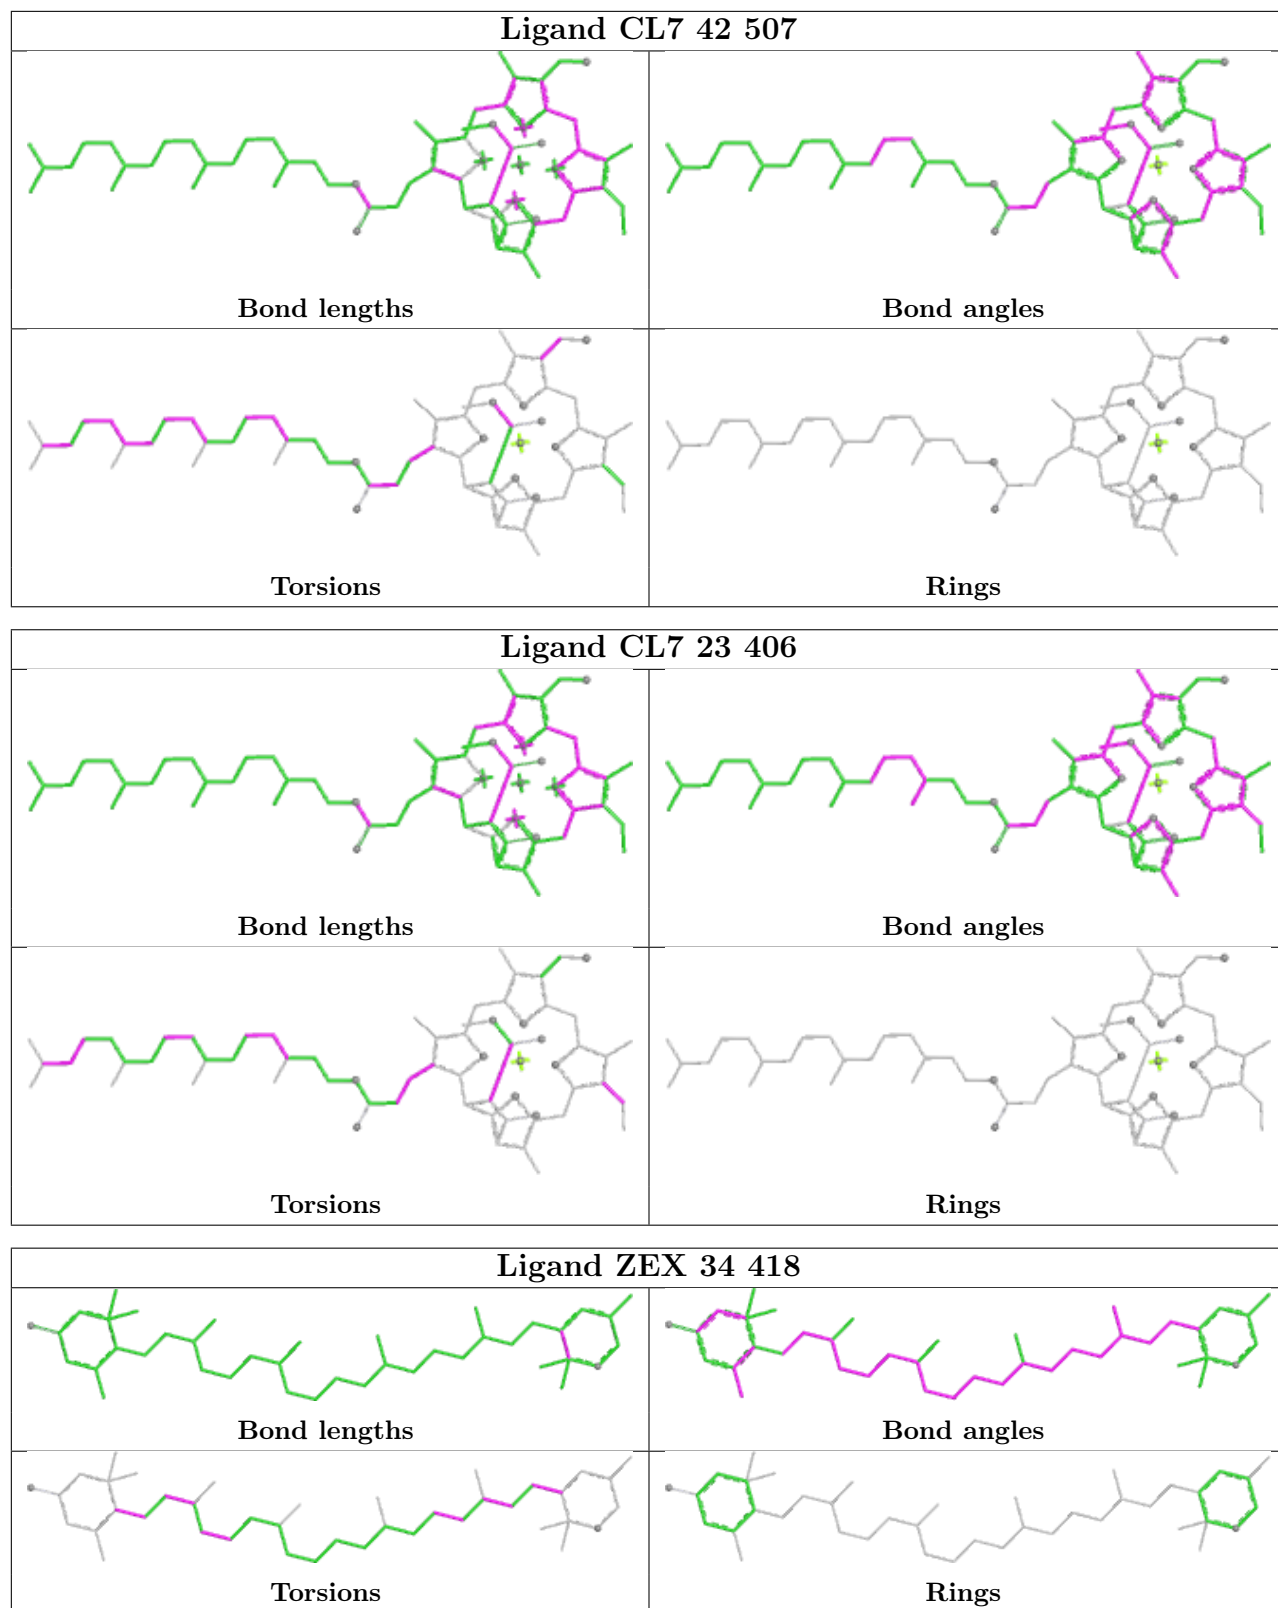 Ligand CL7 42 507
Bond lengths
Bond angles
Torsions
Rings
Ligand CL7 23 406
Bond lengths
Bond angles
Torsions
Rings
Ligand ZEX 34 418
Bond lengths
Bond angles
Torsions
Rings